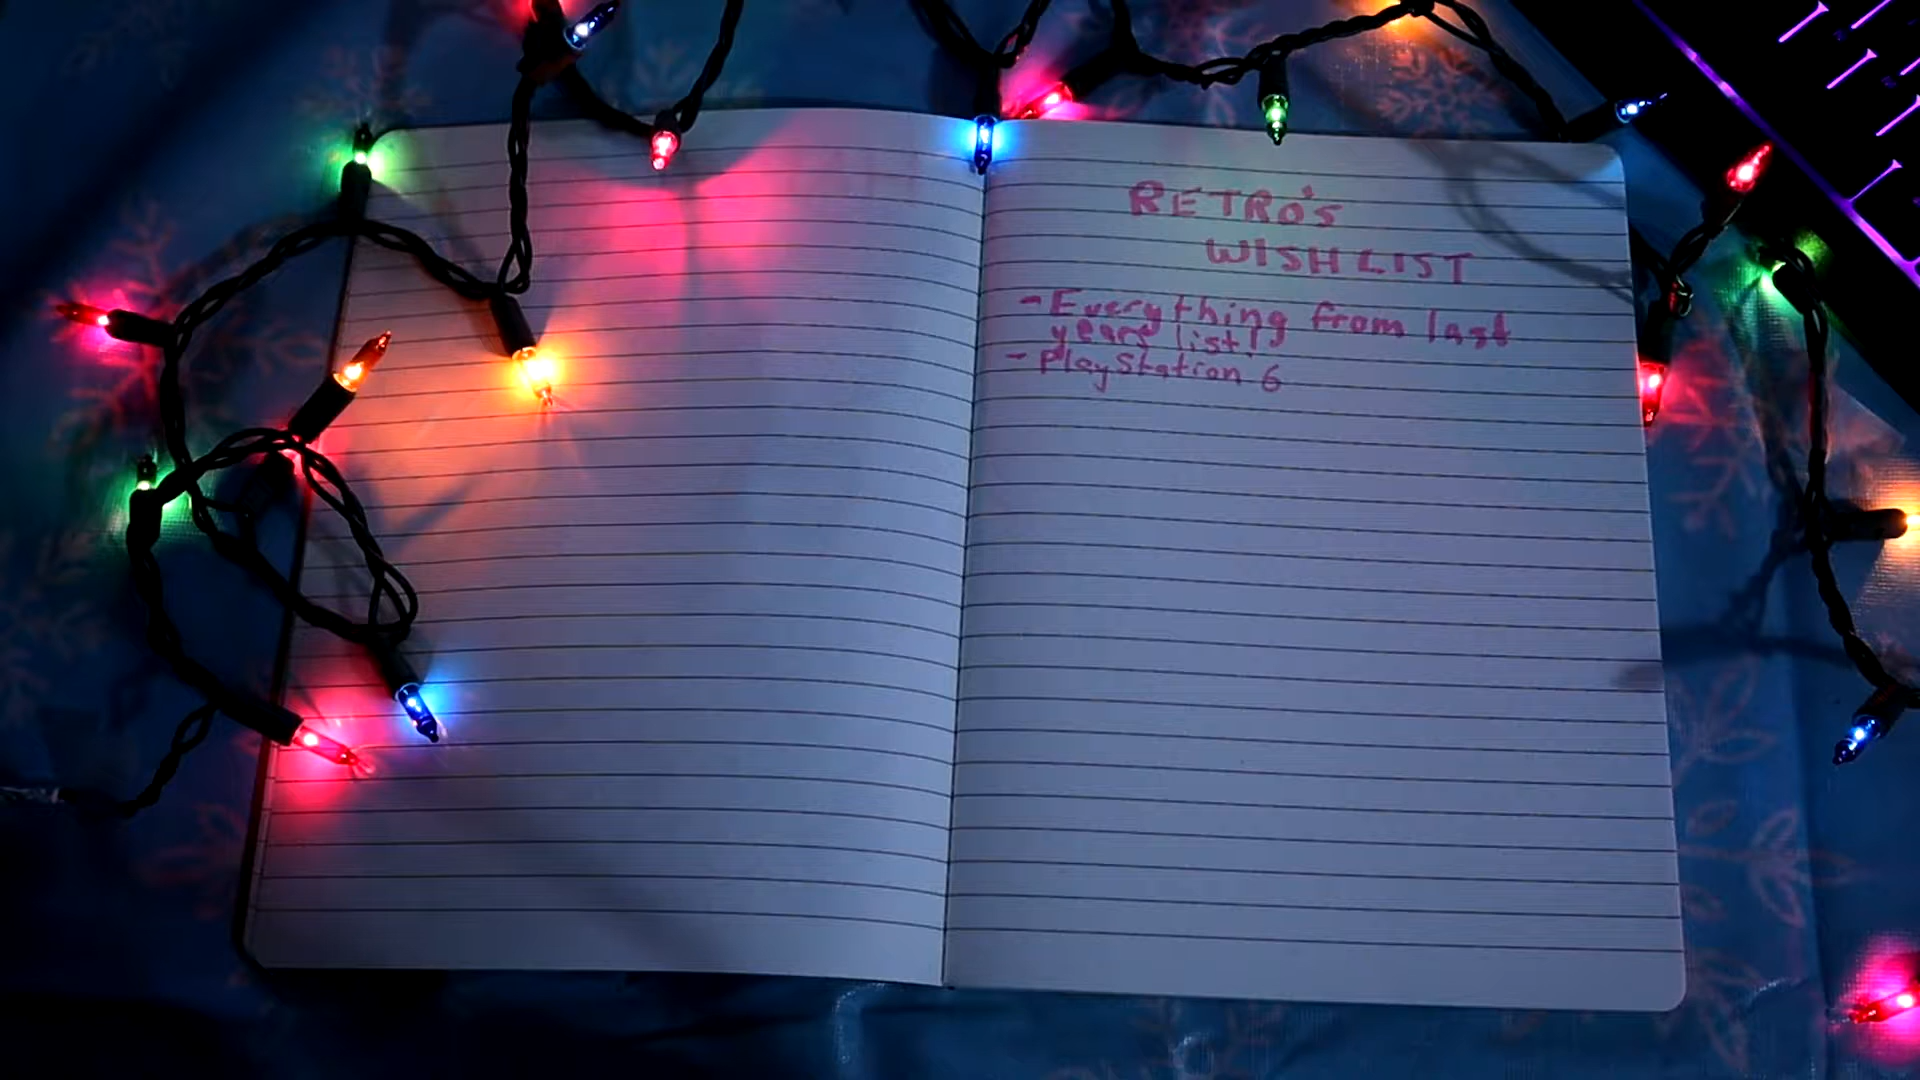 RETRO'S
WISHLIST
- Everything from last
years list!
- PlayStation 6